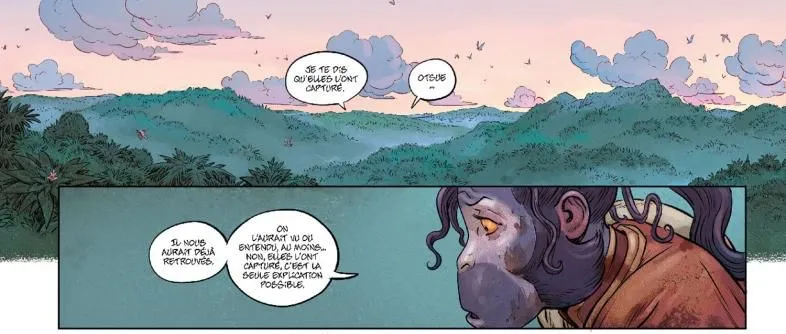 JE TE DIS
QU'ELLES L'ONT
CAPTURÉ.
OTSUE
...
IL NOUS
AURAIT DÉJÀ
RETROUVÉS.
ON
L'AURAIT VU OU
ENTENDU, AU MOINS...
NON, ELLES L'ONT
CAPTURÉ, C'EST LA
SEULE EXPLICATION
POSSIBLE.